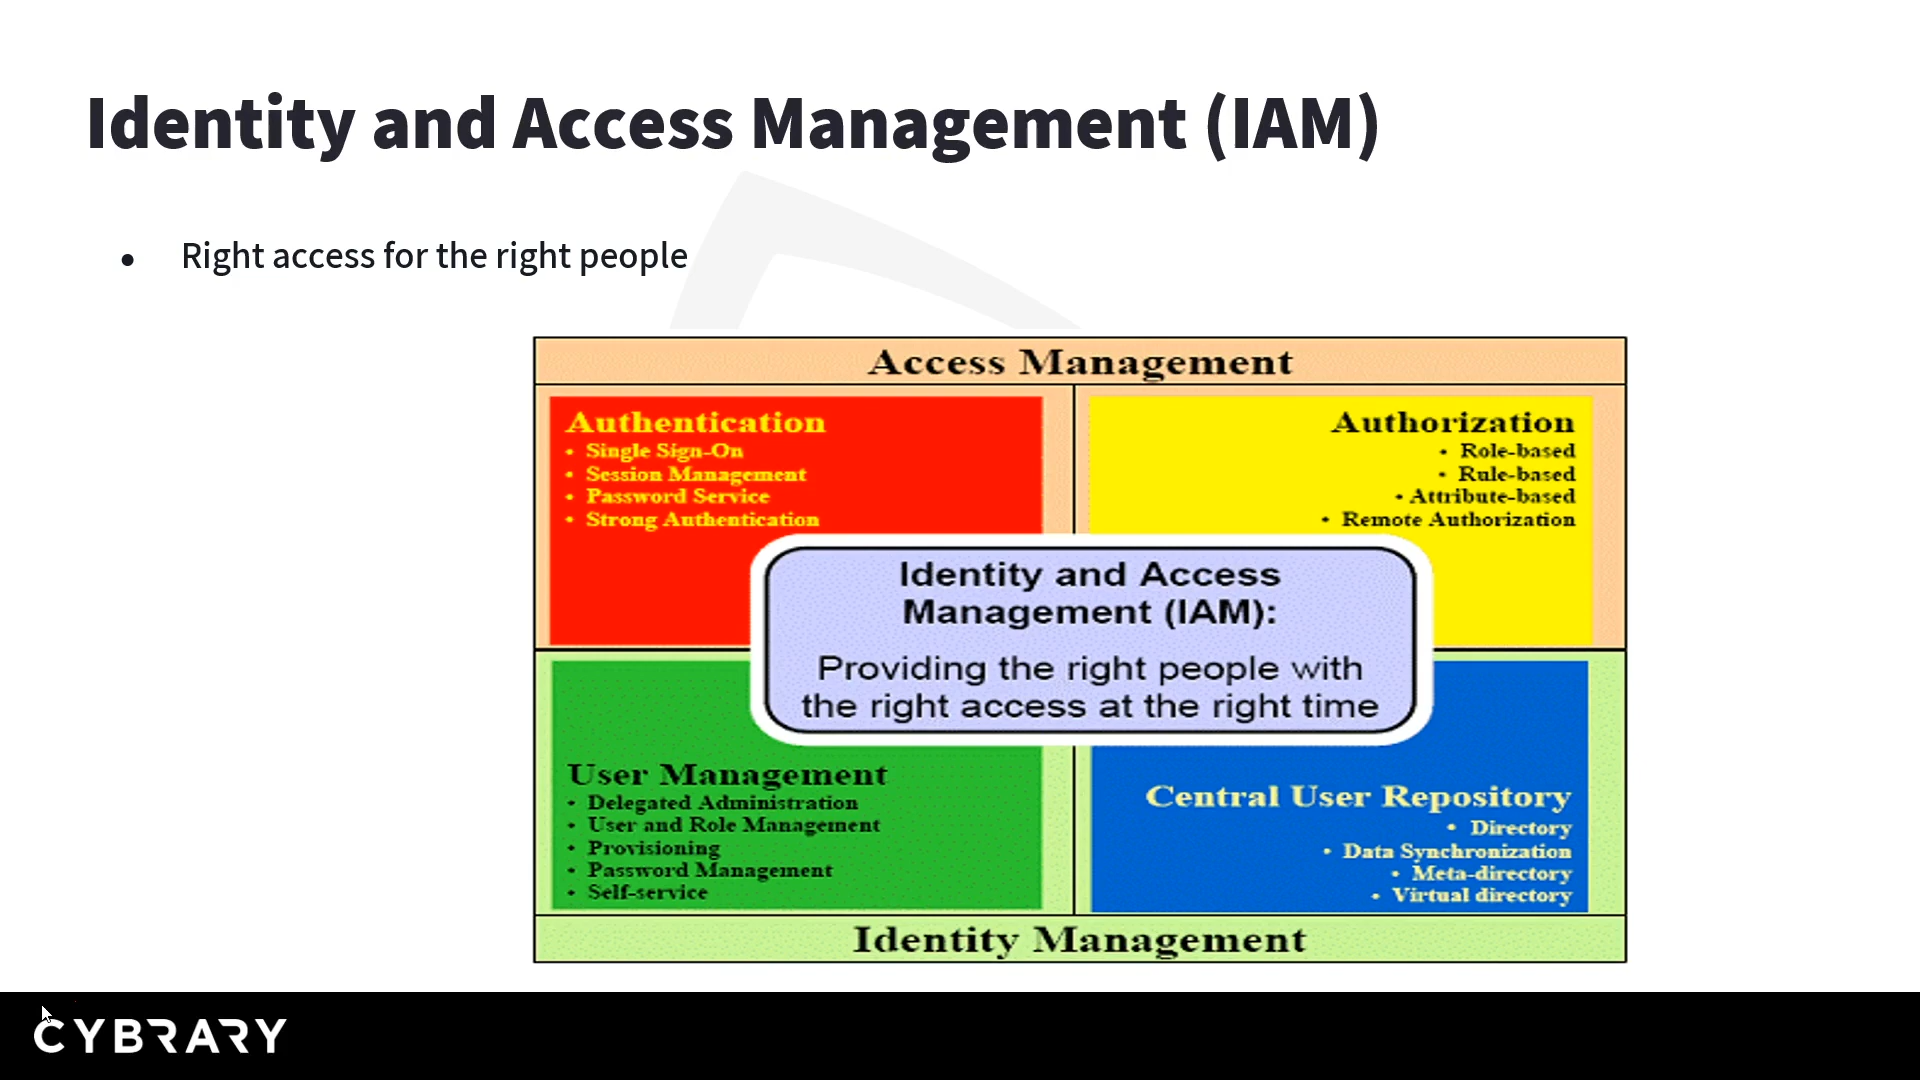 Identity and Access Management (IAM)
• Right access for the right people
Access Management
Authentication
• Single Sign-On
• Session Management
• Password Service
• Strong Authentication
Authorization
• Role-based
• Rule-based
• Attribute-based
• Remote Authorization
Identity and Access
Management (IAM):
Providing the right people with
the right access at the right time
User Management
• Delegated Administration
• User and Role Management
• Provisioning
• Password Management
• Self-service
Central User Repository
• Directory
• Data Synchronization
• Meta-directory
• Virtual directory
Identity Management
CYBRARY